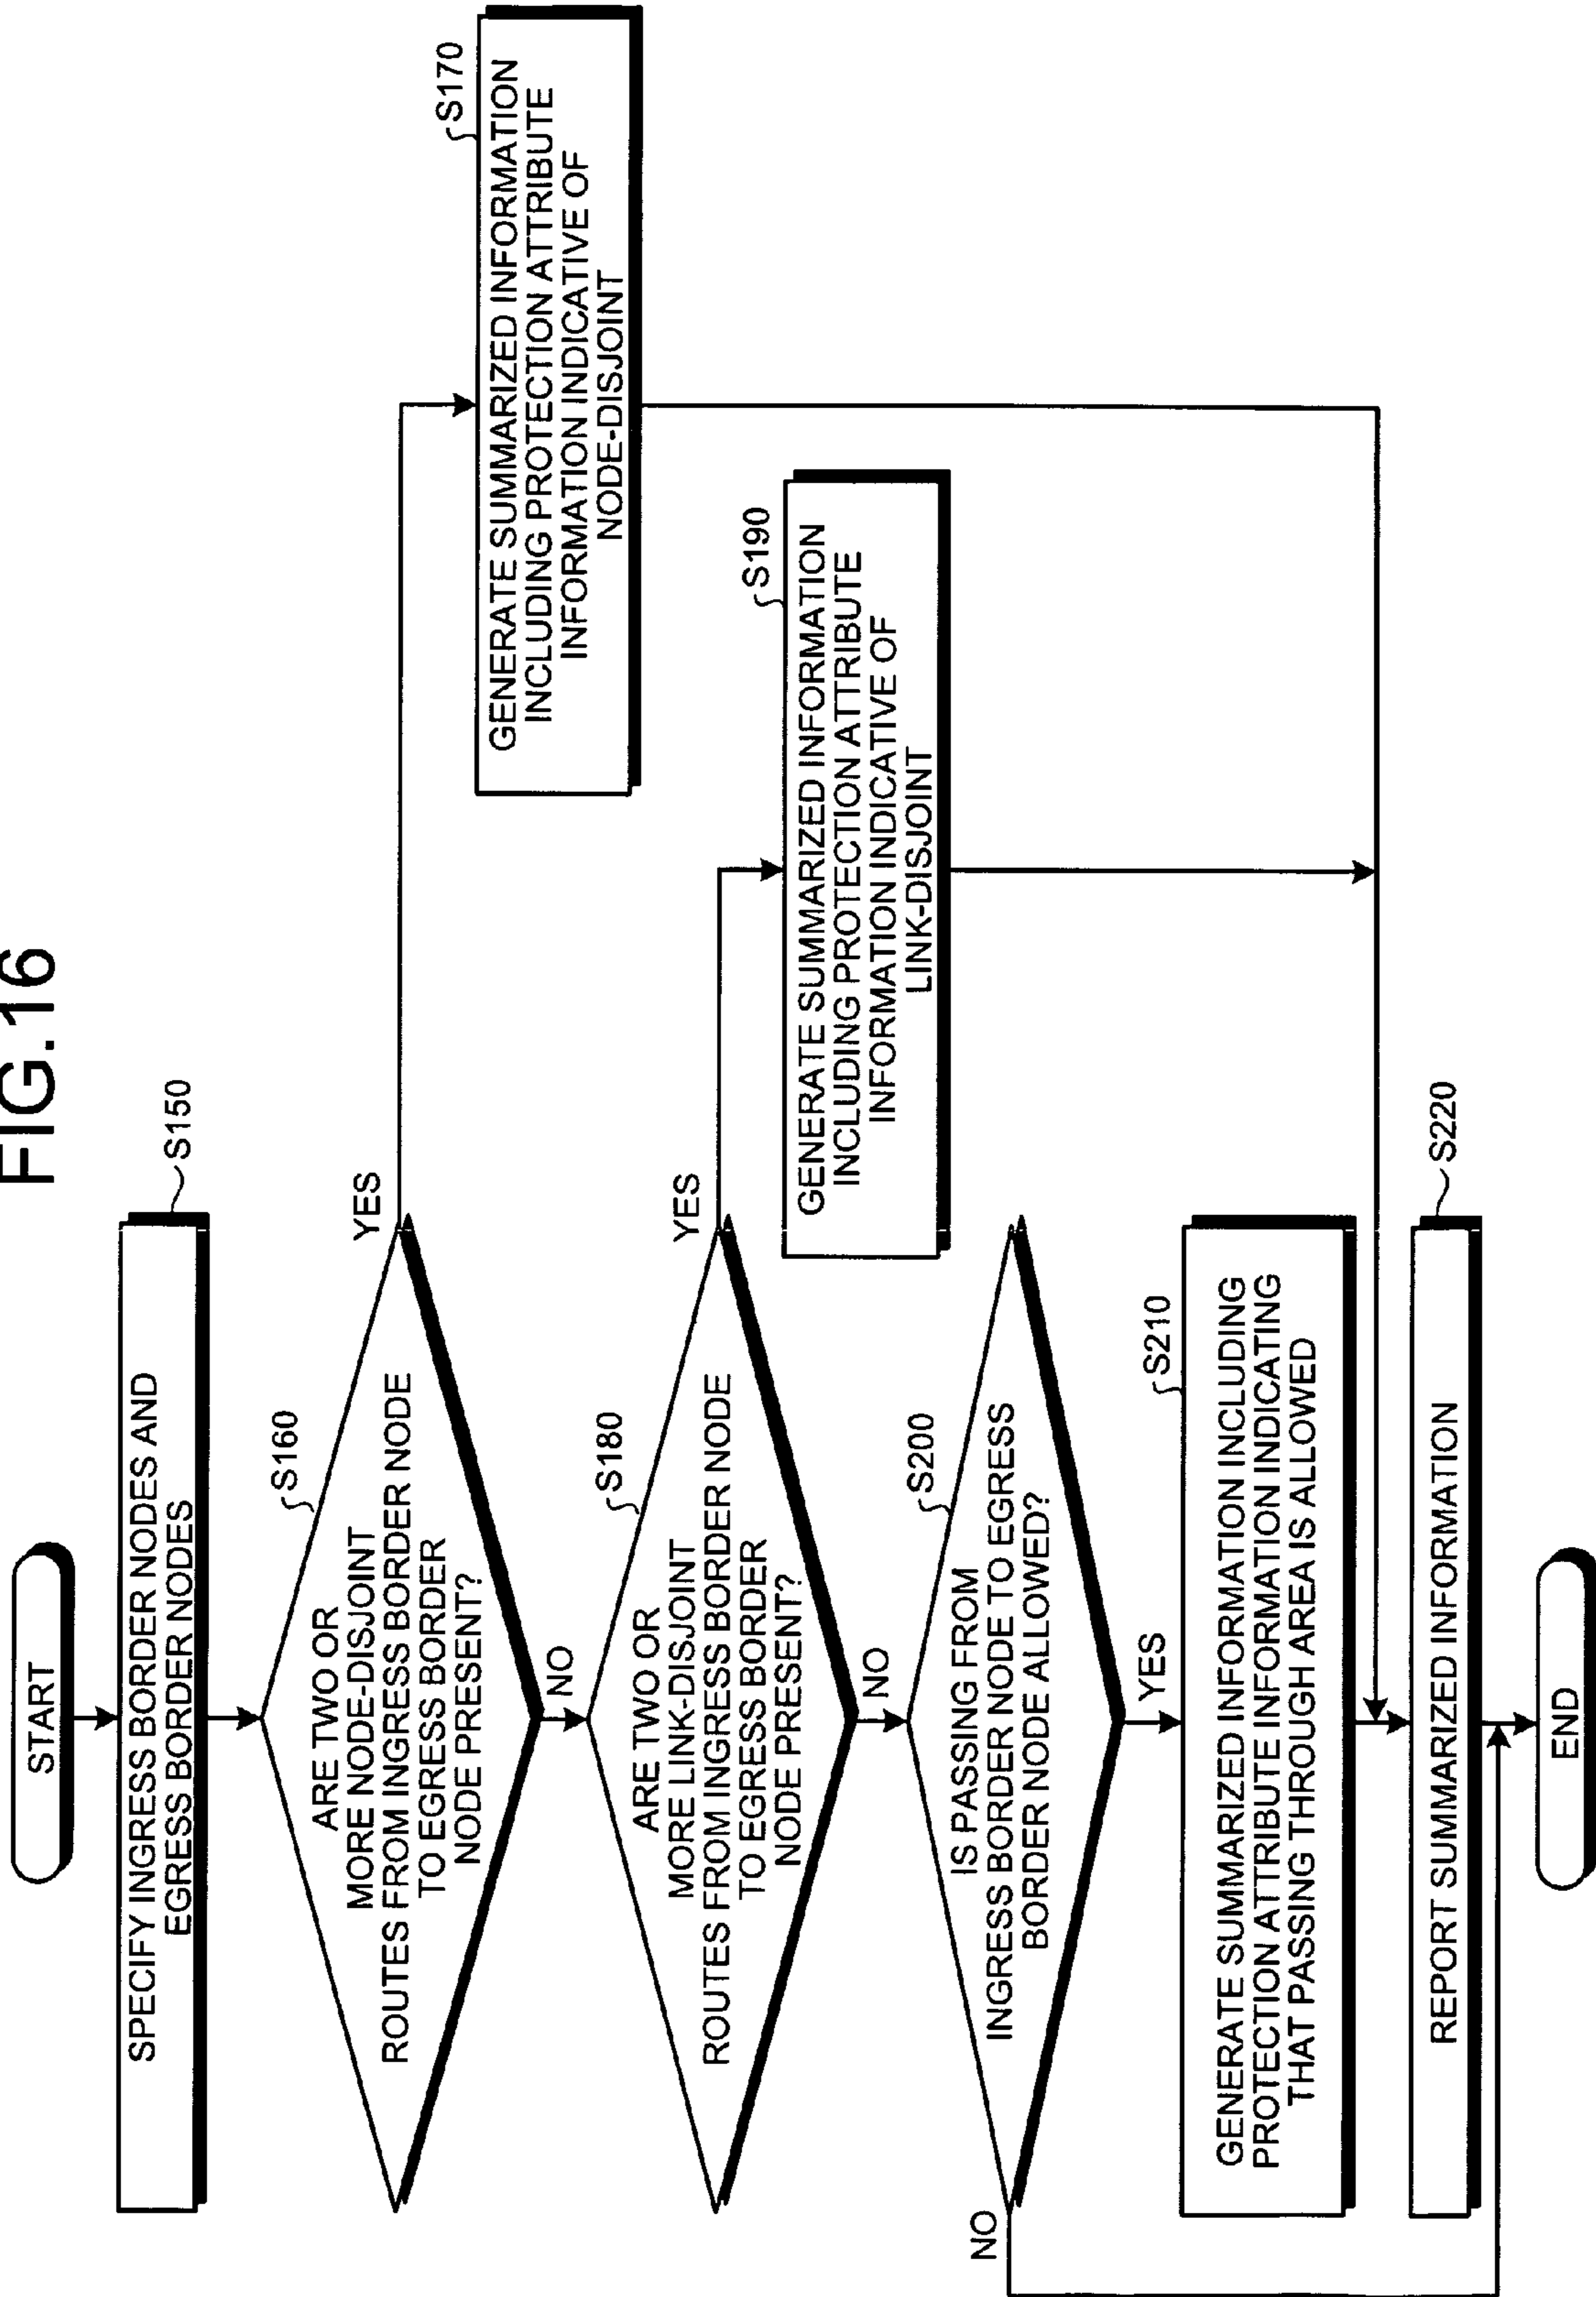 FIG.16
START
SPECIFY INGRESS BORDER NODES AND
EGRESS BORDER NODES
S150
S160
ARE TWO OR
MORE NODE-DISJOINT
ROUTES FROM INGRESS BORDER NODE
TO EGRESS BORDER
NODE PRESENT?
YES
NO
S170
GENERATE SUMMARIZED INFORMATION
INCLUDING PROTECTION ATTRIBUTE
INFORMATION INDICATIVE OF
NODE-DISJOINT
S180
ARE TWO OR
MORE LINK-DISJOINT
ROUTES FROM INGRESS BORDER NODE
TO EGRESS BORDER
NODE PRESENT?
YES
NO
S190
GENERATE SUMMARIZED INFORMATION
INCLUDING PROTECTION ATTRIBUTE
INFORMATION INDICATIVE OF
LINK-DISJOINT
S200
IS PASSING FROM
INGRESS BORDER NODE TO EGRESS
BORDER NODE ALLOWED?
NO
YES
S210
GENERATE SUMMARIZED INFORMATION INCLUDING
PROTECTION ATTRIBUTE INFORMATION INDICATING
THAT PASSING THROUGH AREA IS ALLOWED
S220
REPORT SUMMARIZED INFORMATION
END